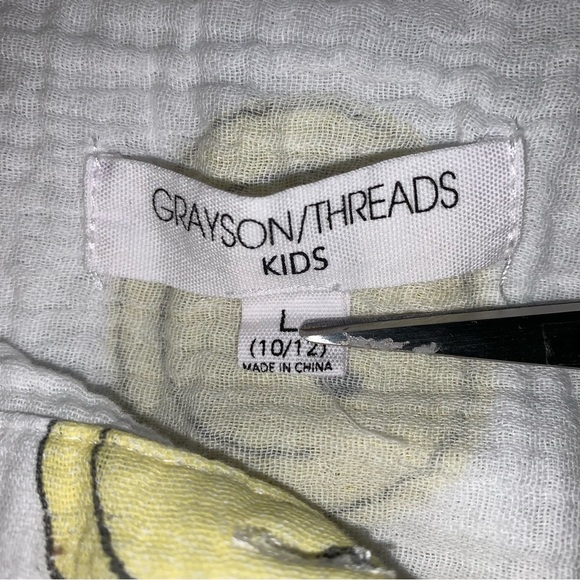 GRAYSON/THREADS
KIDS
L
(10/12)
MADE IN CHINA